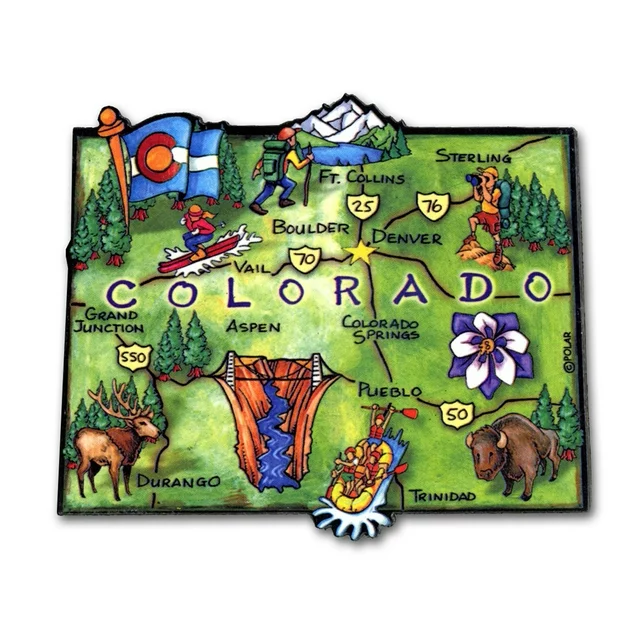 STERLING
FT. COLLINS
25
76
BOULDER
DENVER
VAIL
70
COLORADO
GRAND
JUNCTION
ASPEN
COLORADO
SPRINGS
©POLAR
550
PUEBLO
50
DURANGO
TRINIDAD